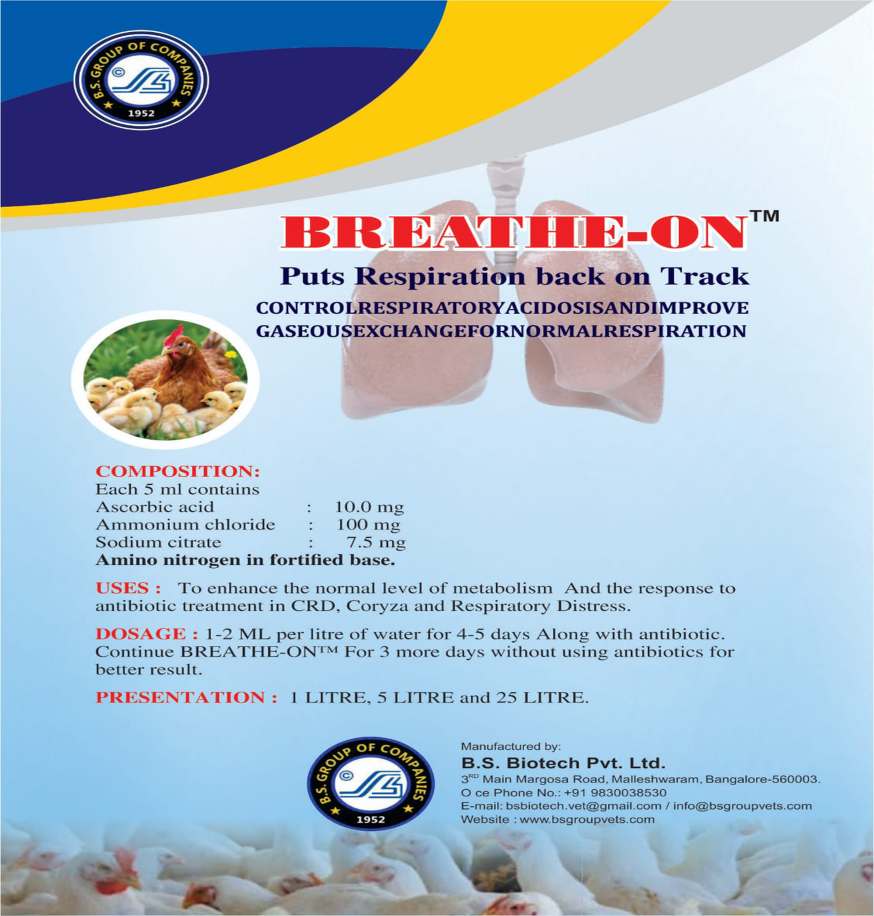 B.S. GROUP OF COMPANIES
©
1952
BREATHE-ON™
Puts Respiration back on Track
CONTROLRESPIRATORYACIDOSISANDIMPROVE
GASEOUSEXCHANGEFORNORMALRESPIRATION
COMPOSITION:
Each 5 ml contains
Ascorbic acid : 10.0 mg
Ammonium chloride : 100 mg
Sodium citrate : 7.5 mg
Amino nitrogen in fortified base.
USES : To enhance the normal level of metabolism And the response to
antibiotic treatment in CRD, Coryza and Respiratory Distress.
DOSAGE : 1-2 ML per litre of water for 4-5 days Along with antibiotic.
Continue BREATHE-ON™ For 3 more days without using antibiotics for
better result.
PRESENTATION : 1 LITRE, 5 LITRE and 25 LITRE.
B.S. GROUP OF COMPANIES
©
1952
Manufactured by:
B.S. Biotech Pvt. Ltd.
3RD Main Margosa Road, Malleshwaram, Bangalore-560003.
O ce Phone No.: +91 9830038530
E-mail: bsbiotech.vet@gmail.com / info@bsgroupvets.com
Website : www.bsgroupvets.com